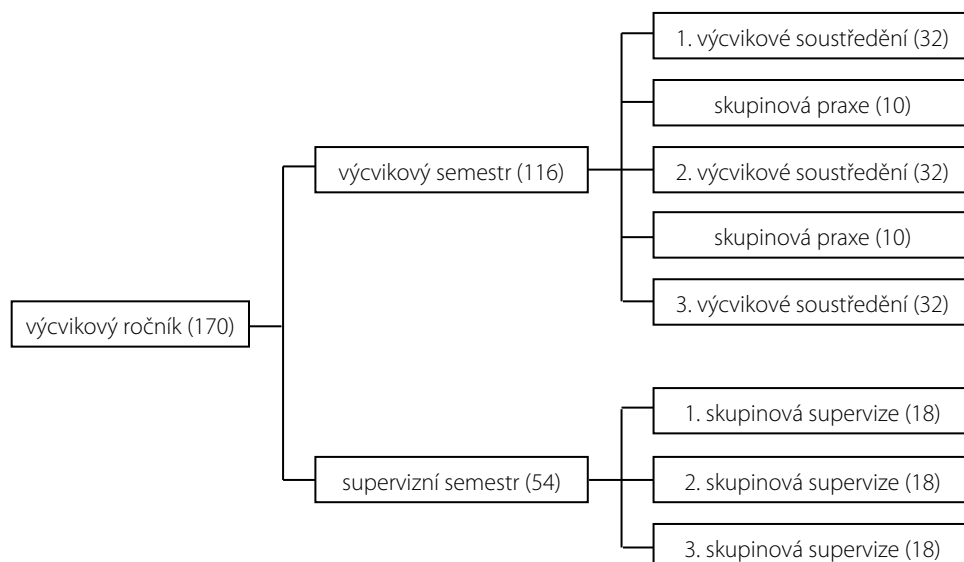 1. výcvikové soustředění (32)
skupinová praxe (10)
výcvikový semestr (116)
2. výcvikové soustředění (32)
skupinová praxe (10)
3. výcvikové soustředění (32)
výcvikový ročník (170)
1. skupinová supervize (18)
supervizní semestr (54)
2. skupinová supervize (18)
3. skupinová supervize (18)